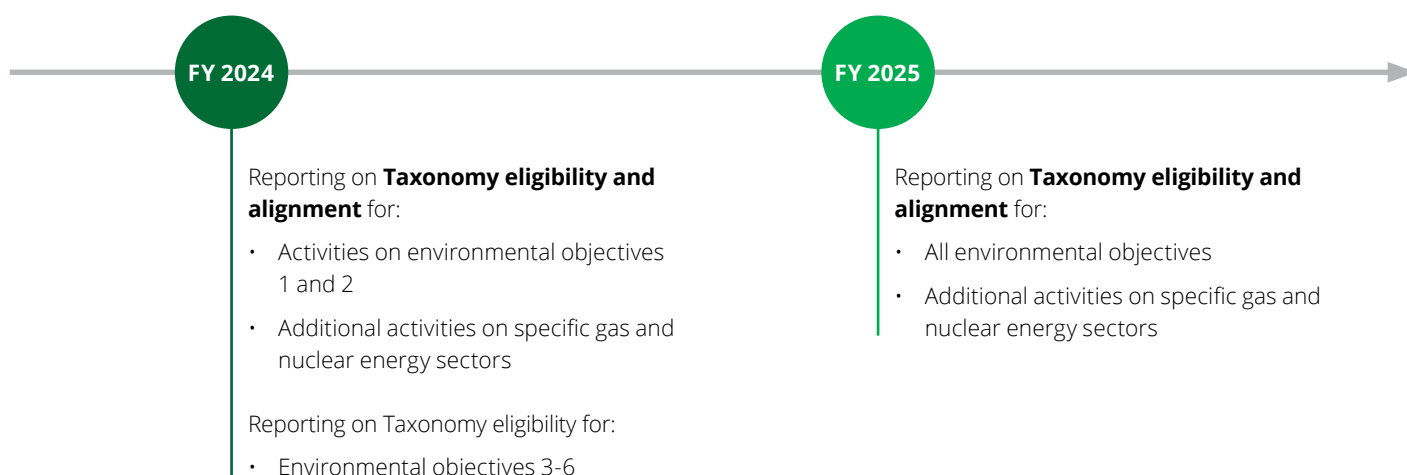 FY 2024
Reporting on Taxonomy eligibility and
alignment for:
• Activities on environmental objectives
1 and 2
• Additional activities on specific gas and
nuclear energy sectors
Reporting on Taxonomy eligibility for:
• Environmental objectives 3-6
FY 2025
Reporting on Taxonomy eligibility and
alignment for:
• All environmental objectives
• Additional activities on specific gas and
nuclear energy sectors